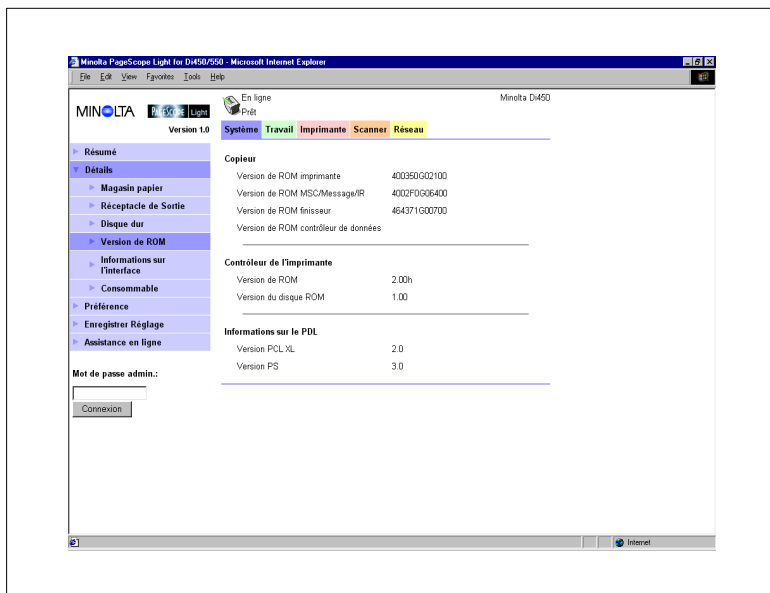 Minolta PageScope Light for Di450/550 - Microsoft Internet Explorer
File Edit View Favorites Tools Help
MINOLTA PAGESCOPE Light
Version 1.0
En ligne
Prêt
Minolta Di450
Système Travail Imprimante Scanner Réseau
Résumé
Détails
Magasin papier
Réceptacle de Sortie
Disque dur
Version de ROM
Informations sur
l'interface
Consommable
Préférence
Enregistrer Réglage
Assistance en ligne
Mot de passe admin.:
Connexion
Copieur
Version de ROM imprimante 400350G02100
Version de ROM MSC/Message/IR 4002F0G06400
Version de ROM finisseur 464371G00700
Version de ROM contrôleur de données
Contrôleur de l'imprimante
Version de ROM 2.00h
Version du disque ROM 1.00
Informations sur le PDL
Version PCL XL 2.0
Version PS 3.0
Internet